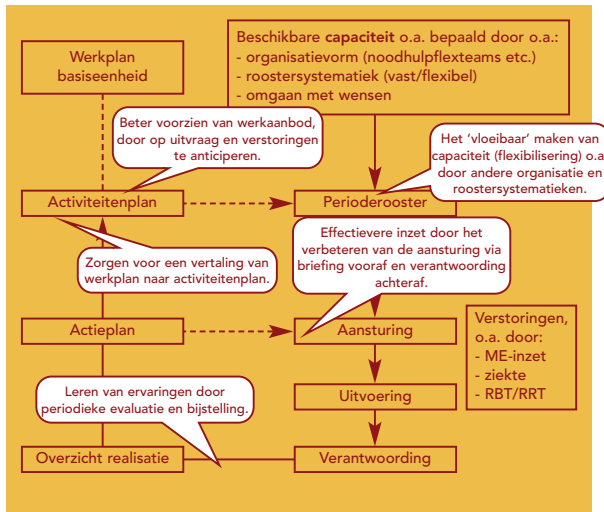 Werkplan
basiseenheid
Beschikbare capaciteit o.a. bepaald door o.a.:
- organisatievorm (noodhulpflexteams etc.)
- roostersystematiek (vast/flexibel)
- omgaan met wensen
Beter voorzien van werkaanbod,
door op uitvraag en verstoringen
te anticiperen.
Het 'vloeibaar' maken van
capaciteit (flexibilisering) o.a.
door andere organisatie en
roostersystematieken.
Activiteitenplan
Perioderooster
Zorgen voor een vertaling van
werkplan naar activiteitenplan.
Effectievere inzet door het
verbeteren van de aansturing via
briefing vooraf en verantwoording
achteraf.
Actieplan
Aansturing
Verstoringen,
o.a. door:
- ME-inzet
- ziekte
- RBT/RRT
Leren van ervaringen door
periodieke evaluatie en bijstelling.
Uitvoering
Overzicht realisatie
Verantwoording